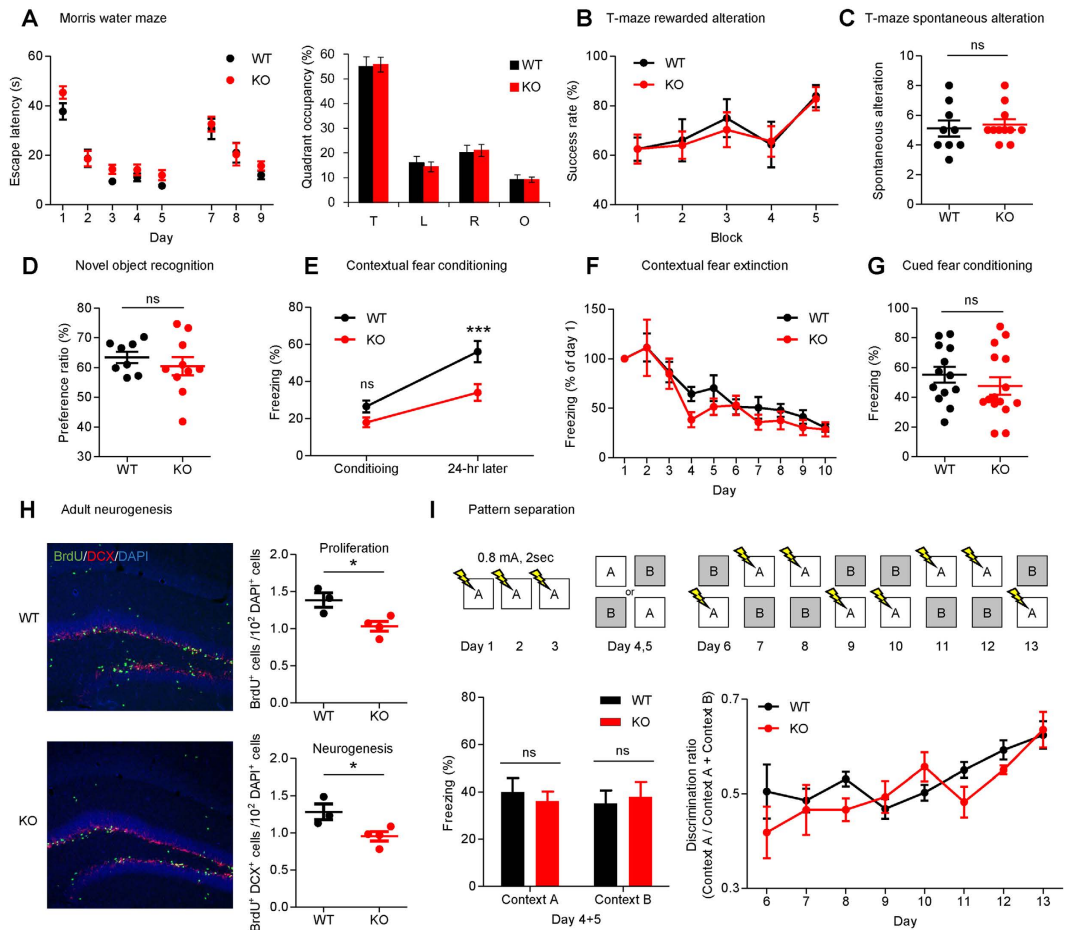 A Morris water maze
Escape latency (s)
60
40
20
0
1 2 3 4 5 7 8 9
Day
WT
KO
Quadrant occupancy (%)
60
50
40
30
20
10
0
T L R O
WT
KO
B T-maze rewarded alteration
Success rate (%)
100
80
60
40
1 2 3 4 5
Block
WT
KO
C T-maze spontaneous alteration
Spontaneous alteration
10
8
6
4
2
0
ns
WT KO
D Novel object recognition
Preference ratio (%)
90
80
70
60
50
40
30
ns
WT KO
E Contextual fear conditioning
Freezing (%)
80
60
40
20
0
WT
KO
ns
***
Conditioing 24-hr later
F Contextual fear extinction
Freezing (% of day 1)
150
100
50
0
WT
KO
1 2 3 4 5 6 7 8 9 10
Day
G Cued fear conditioning
Freezing (%)
100
80
60
40
20
0
ns
WT KO
H Adult neurogenesis
BrdU/DCX/DAPI
WT
KO
Proliferation
BrdU+ cells /10² DAPI+ cells
2.0
1.5
1.0
0.5
0.0
*
WT KO
Neurogenesis
BrdU+ DCX+ cells/10² DAPI+ cells
2.0
1.5
1.0
0.5
0.0
*
WT KO
I Pattern separation
0.8 mA, 2sec
A A A
A B
or
B A
B A A B B A A B
A B B A A B B A
Day 1 2 3 Day 4,5 Day 6 7 8 9 10 11 12 13
Freezing (%)
80
60
40
20
0
WT
KO
ns ns
Context A Context B
Day 4+5
Discrimination ratio
(Context A / Context A + Context B)
0.7
0.5
0.3
WT
KO
6 7 8 9 10 11 12 13
Day